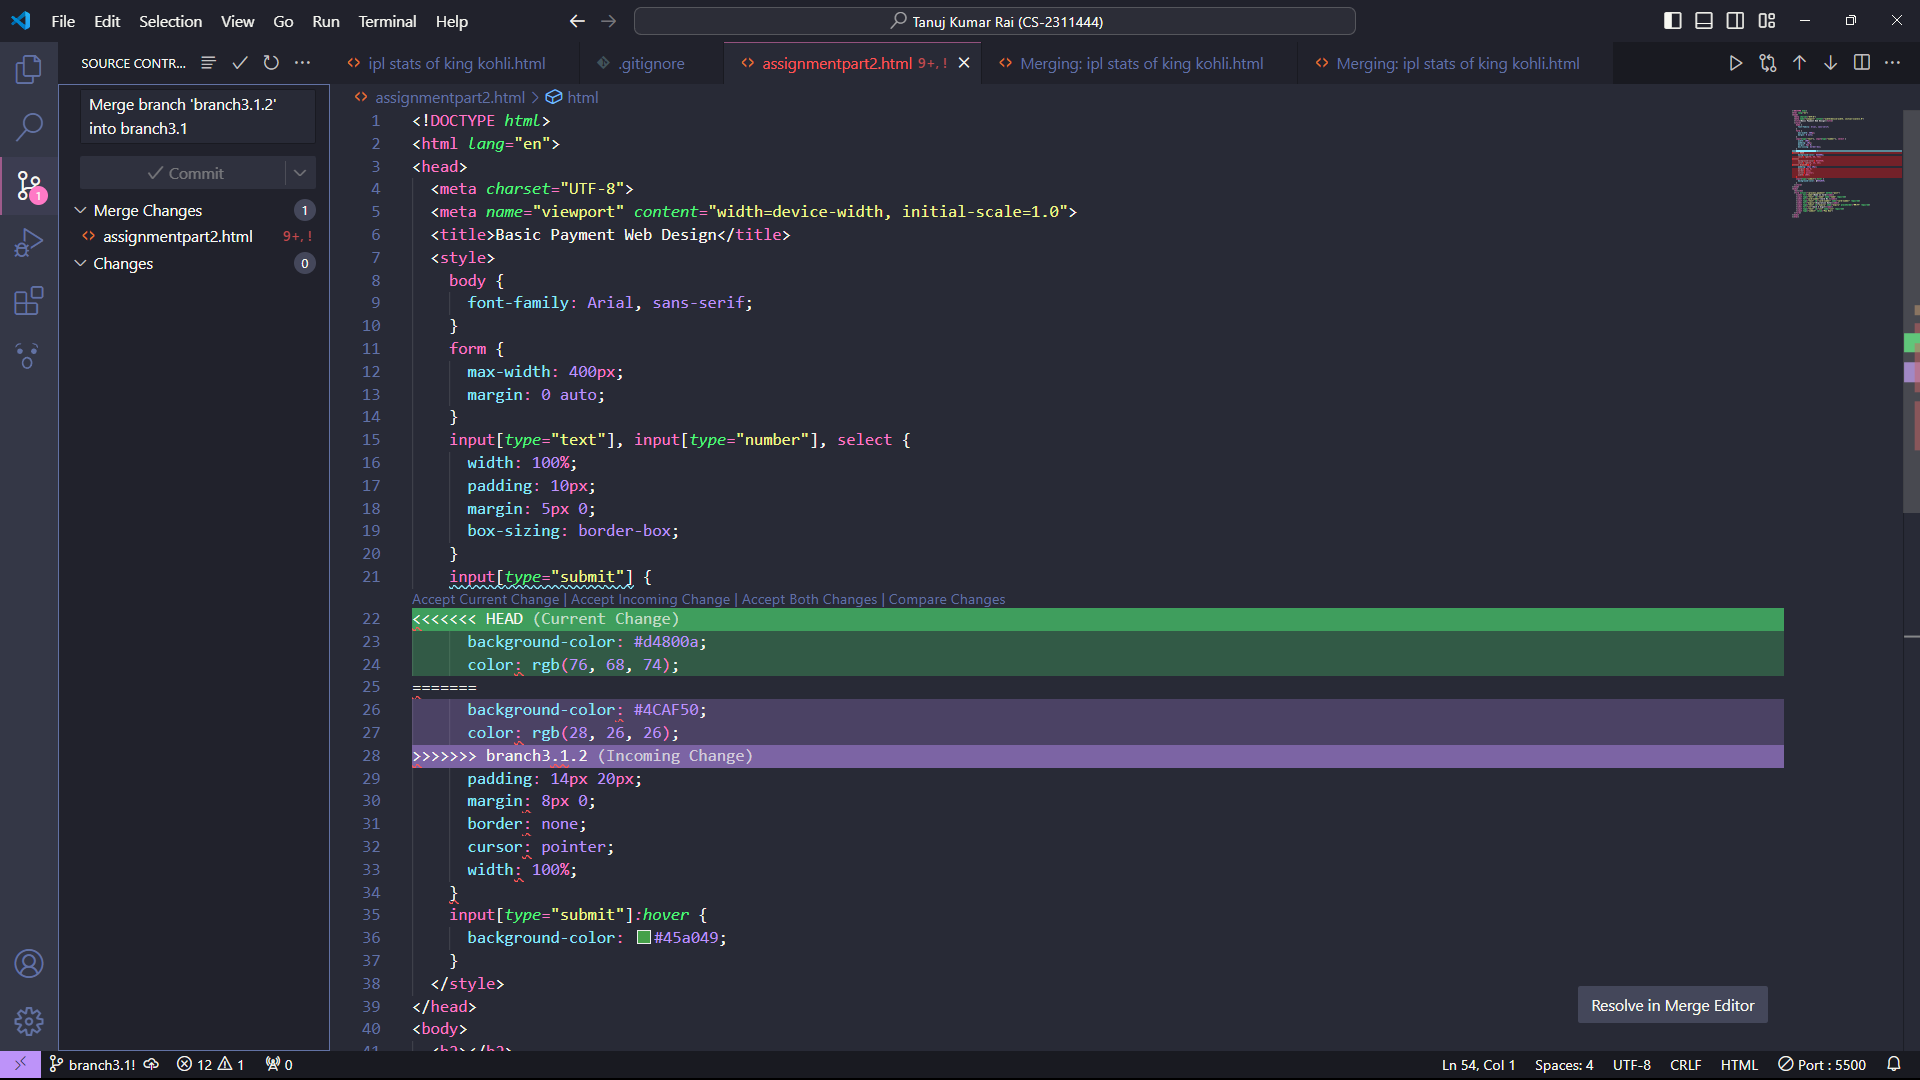 File Edit Selection View Go Run Terminal Help
Tanuj Kumar Rai (CS-2311444)
SOURCE CONTR...
Merge branch 'branch3.1.2'
into branch3.1
Commit
Merge Changes 1
assignmentpart2.html 9+, !
Changes 0
1
ipl stats of king kohli.html
.gitignore
assignmentpart2.html 9+, !
Merging: ipl stats of king kohli.html
Merging: ipl stats of king kohli.html
assignmentpart2.html > html
1 <!DOCTYPE html>
2 <html lang="en">
3 <head>
4 <meta charset="UTF-8">
5 <meta name="viewport" content="width=device-width, initial-scale=1.0">
6 <title>Basic Payment Web Design</title>
7 <style>
8 body {
9 font-family: Arial, sans-serif;
10 }
11 form {
12 max-width: 400px;
13 margin: 0 auto;
14 }
15 input[type="text"], input[type="number"], select {
16 width: 100%;
17 padding: 10px;
18 margin: 5px 0;
19 box-sizing: border-box;
20 }
21 input[type="submit"] {
Accept Current Change | Accept Incoming Change | Accept Both Changes | Compare Changes
22 <<<<<<< HEAD (Current Change)
23 background-color: #d4800a;
24 color: rgb(76, 68, 74);
25 =======
26 background-color: #4CAF50;
27 color: rgb(28, 26, 26);
28 >>>>>>> branch3.1.2 (Incoming Change)
29 padding: 14px 20px;
30 margin: 8px 0;
31 border: none;
32 cursor: pointer;
33 width: 100%;
34 }
35 input[type="submit"]:hover {
36 background-color: #45a049;
37 }
38 </style>
39 </head>
40 <body>
Resolve in Merge Editor
branch3.1! 12 1 0
Ln 54, Col 1 Spaces: 4 UTF-8 CRLF HTML Port : 5500